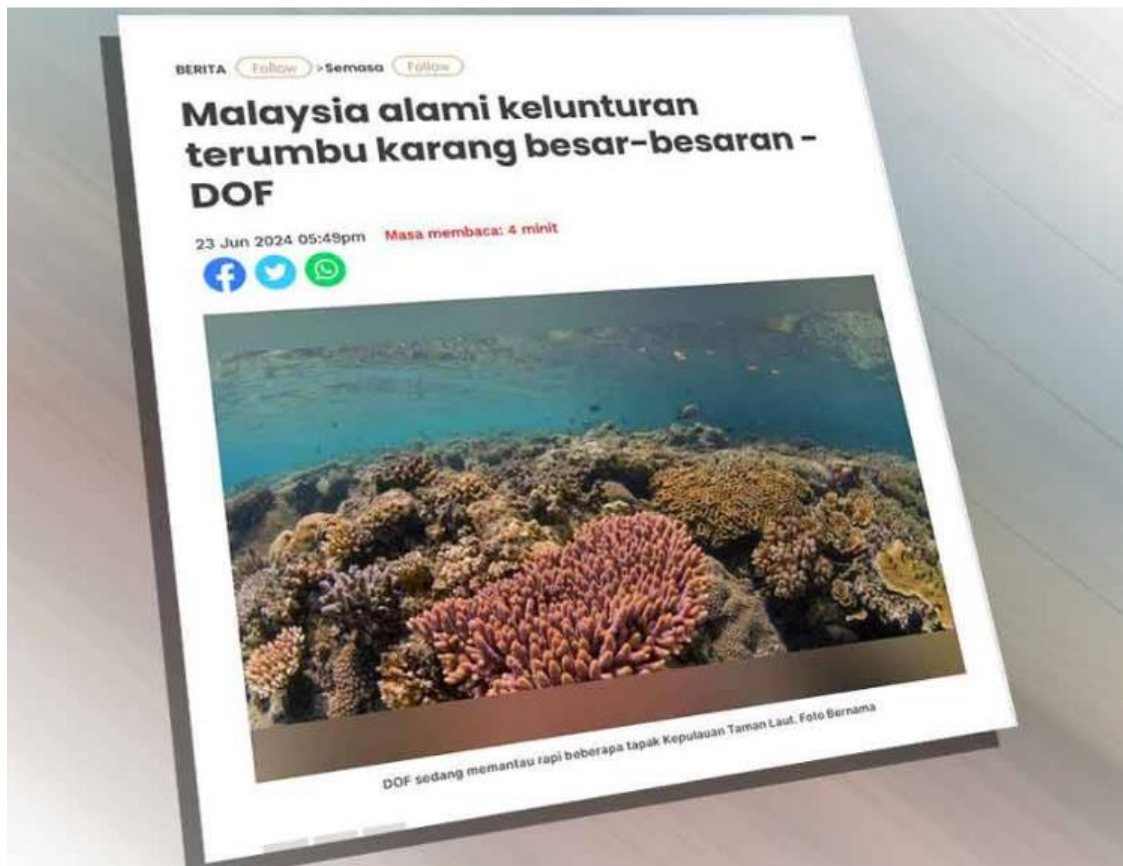 BERITA Follow > Semasa Follow
Malaysia alami kelunturan
terumbu karang besar-besaran -
DOF
23 Jun 2024 05:49pm Masa membaca: 4 minit
DOF sedang memantau rapi beberapa tapak Kepulauan Taman Laut. Foto Bernama